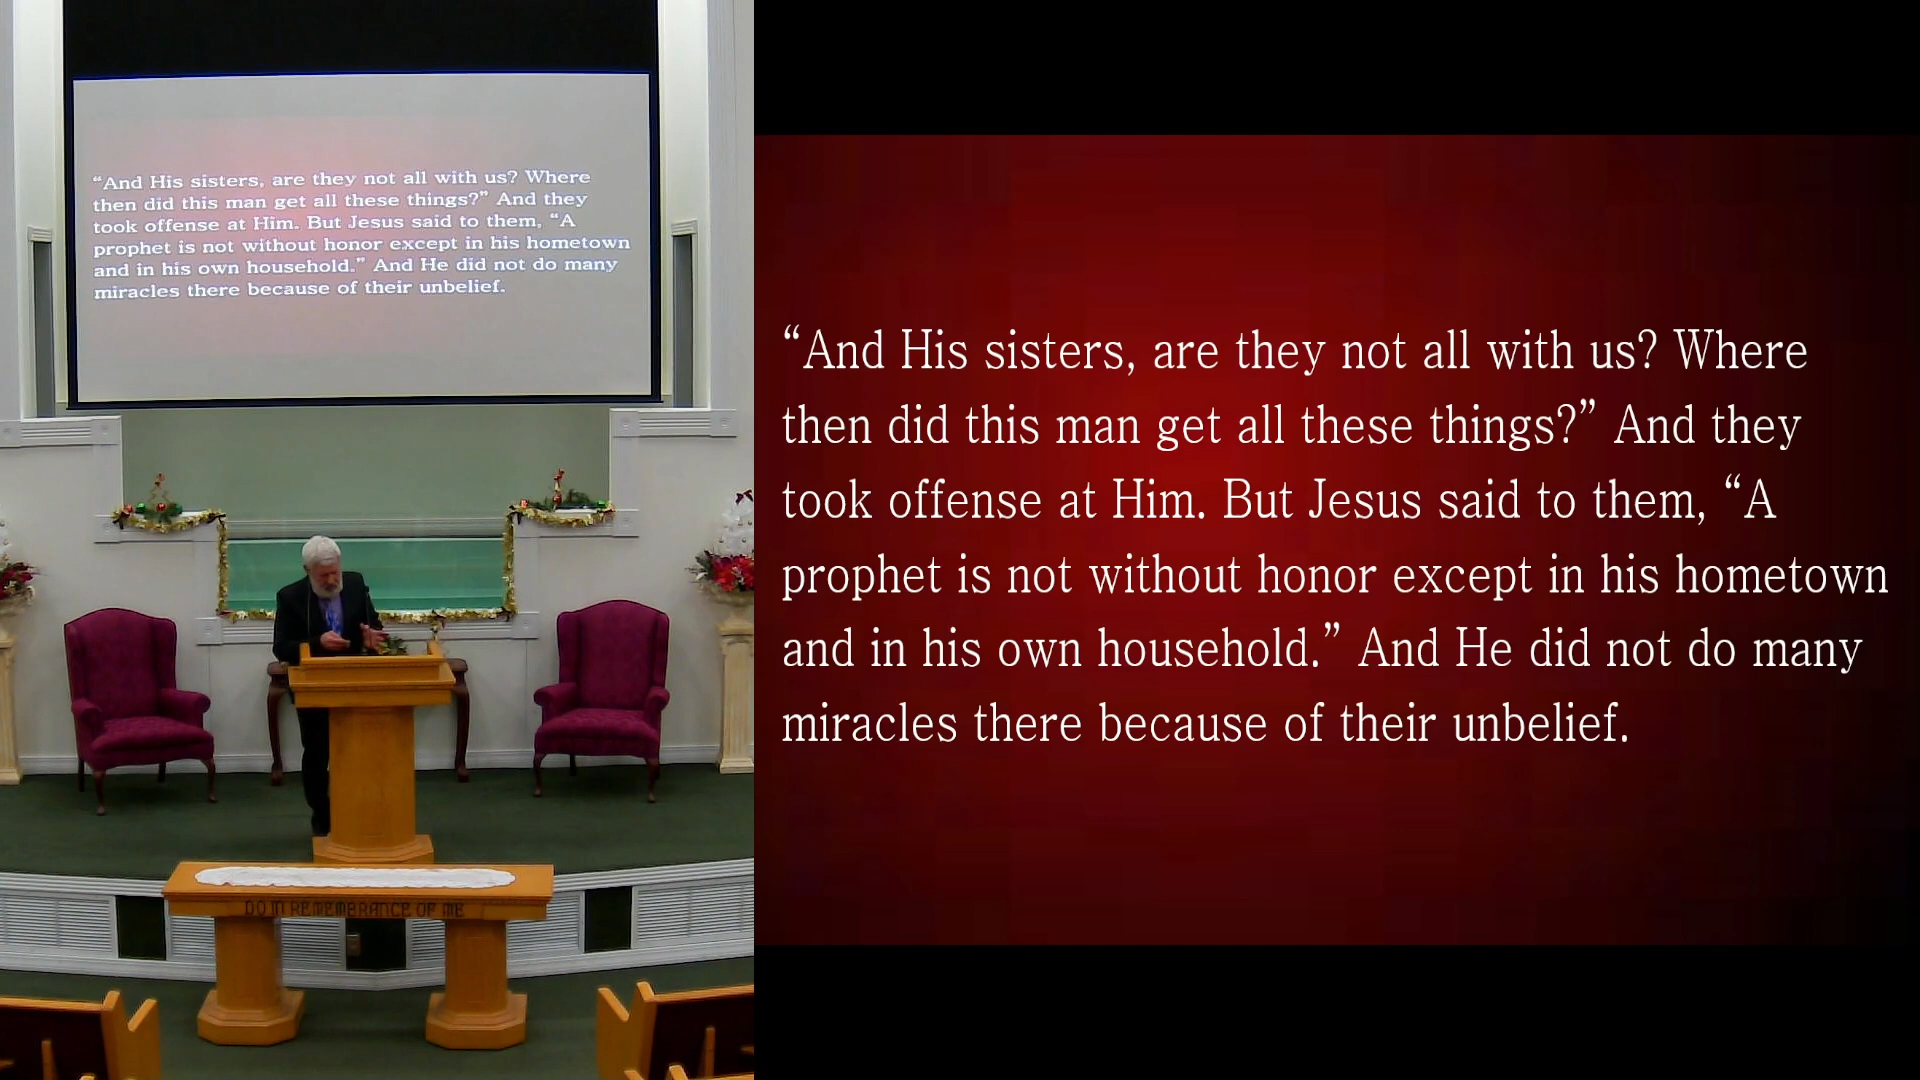 “And His sisters, are they not all with us? Where
then did this man get all these things?” And they
took offense at Him. But Jesus said to them, “A
prophet is not without honor except in his hometown
and in his own household.” And He did not do many
miracles there because of their unbelief.
DO IN REMEMBRANCE OF ME
“And His sisters, are they not all with us? Where
then did this man get all these things?” And they
took offense at Him. But Jesus said to them, “A
prophet is not without honor except in his hometown
and in his own household.” And He did not do many
miracles there because of their unbelief.